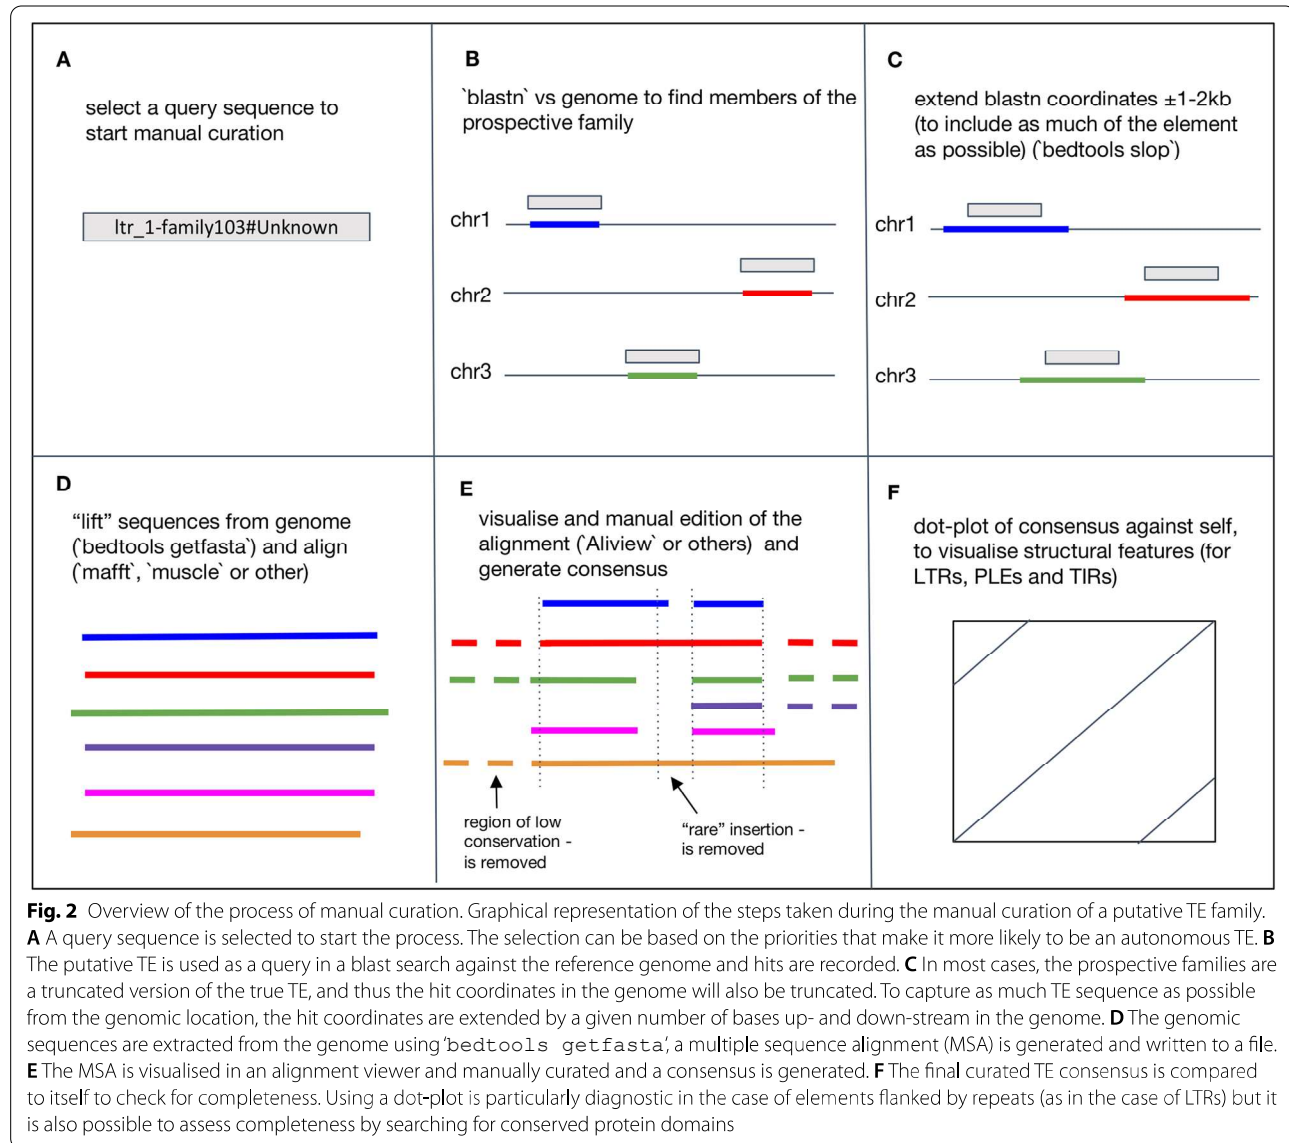 A
select a query sequence to
start manual curation
ltr_1-family103#Unknown
B
`blastn` vs genome to find members of the
prospective family
chr1
chr2
chr3
C
extend blastn coordinates ±1-2kb
(to include as much of the element
as possible) (`bedtools slop`)
chr1
chr2
chr3
D
“lift” sequences from genome
(`bedtools getfasta`) and align
(`mafft`, `muscle` or other)
E
visualise and manual edition of the
alignment (`Aliview` or others) and
generate consensus
region of low
conservation -
is removed
“rare” insertion -
is removed
F
dot-plot of consensus against self,
to visualise structural features (for
LTRs, PLEs and TIRs)
Fig. 2 Overview of the process of manual curation. Graphical representation of the steps taken during the manual curation of a putative TE family.
A A query sequence is selected to start the process. The selection can be based on the priorities that make it more likely to be an autonomous TE. B
The putative TE is used as a query in a blast search against the reference genome and hits are recorded. C In most cases, the prospective families are
a truncated version of the true TE, and thus the hit coordinates in the genome will also be truncated. To capture as much TE sequence as possible
from the genomic location, the hit coordinates are extended by a given number of bases up- and down-stream in the genome. D The genomic
sequences are extracted from the genome using ‘bedtools getfasta’, a multiple sequence alignment (MSA) is generated and written to a file.
E The MSA is visualised in an alignment viewer and manually curated and a consensus is generated. F The final curated TE consensus is compared
to itself to check for completeness. Using a dot-plot is particularly diagnostic in the case of elements flanked by repeats (as in the case of LTRs) but it
is also possible to assess completeness by searching for conserved protein domains